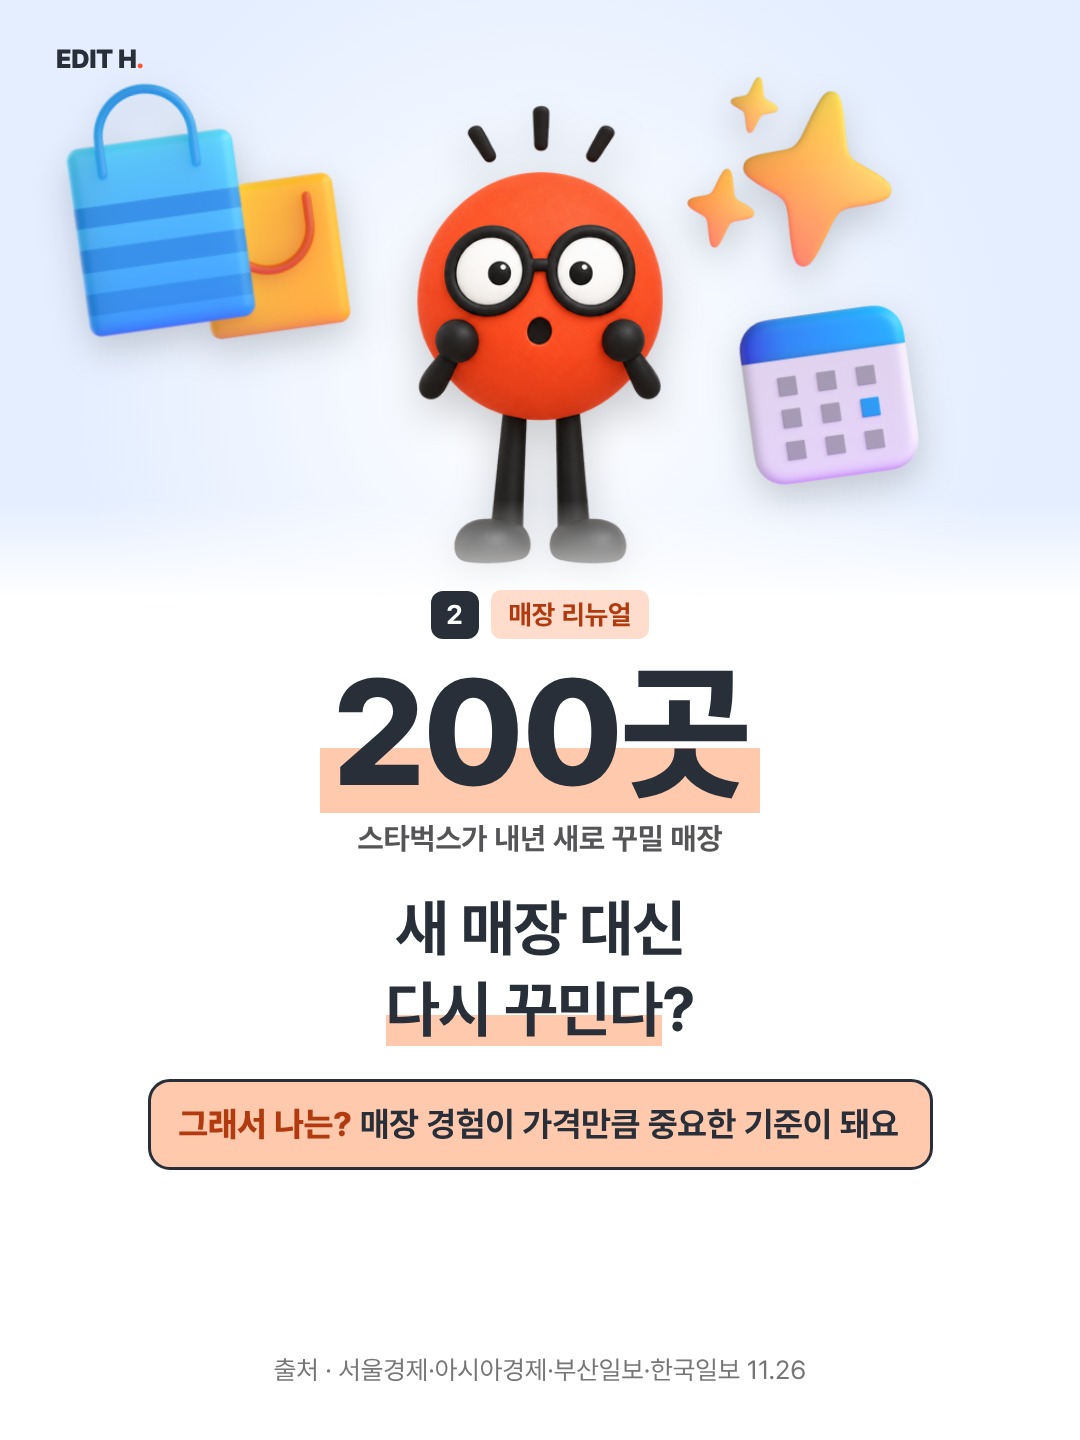 EDIT H.
2 매장 리뉴얼
200곳
스타벅스가 내년 새로 꾸밀 매장
새 매장 대신
다시 꾸민다?
그래서 나는? 매장 경험이 가격만큼 중요한 기준이 돼요
출처 · 서울경제·아시아경제·부산일보·한국일보 11.26